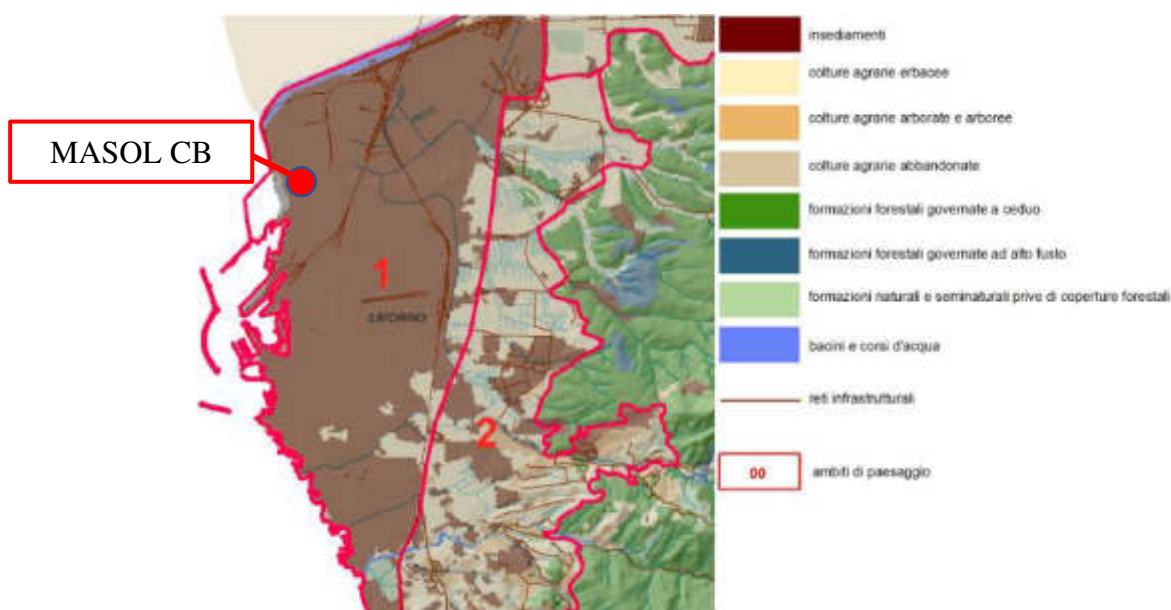 MASOL CB
1
LIVORNO
2
insediamenti
colture agrarie erbacee
colture agrarie arborate e arboree
colture agrarie abbandonate
formazioni forestali governate a ceduo
formazioni forestali governate ad alto fusto
formazioni naturali e seminaturali prive di coperture forestali
bacini e corsi d'acqua
reti infrastrutturali
00 ambiti di paesaggio